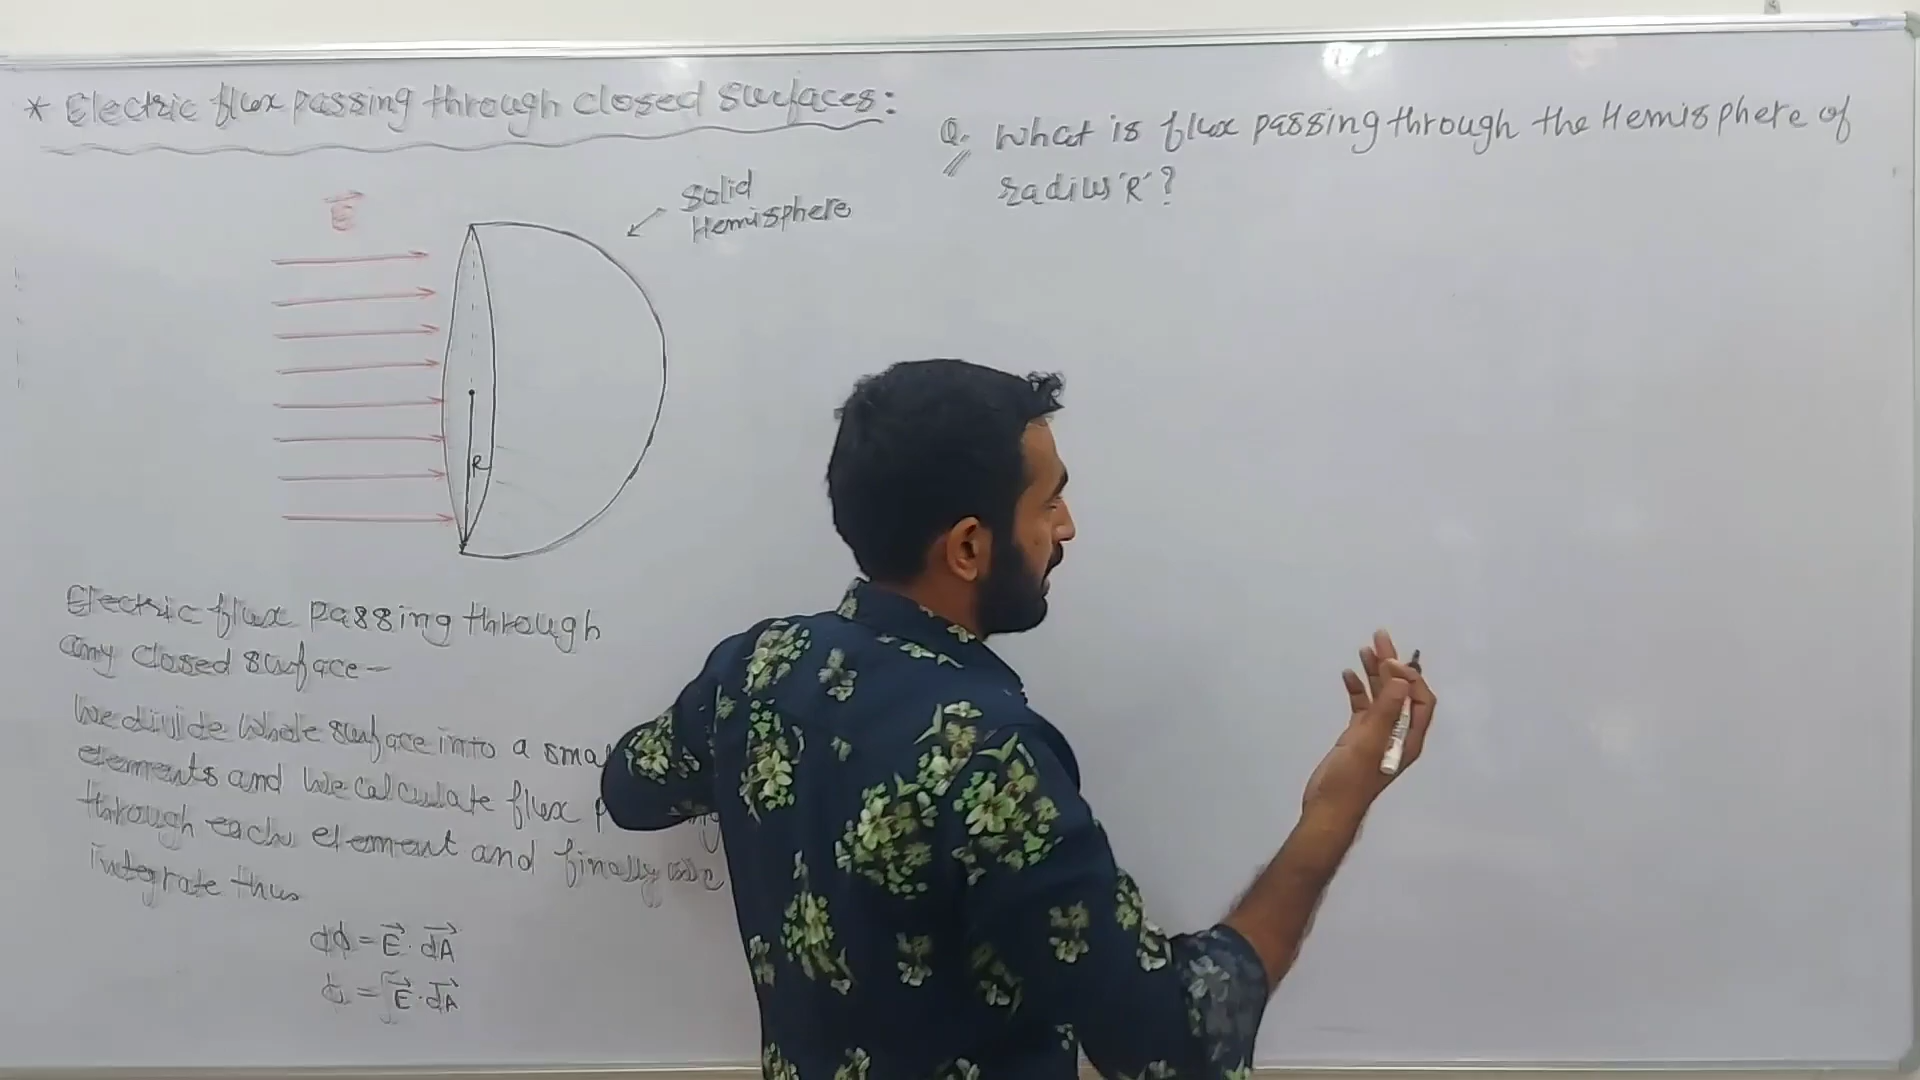 * Electric flux passing through closed surfaces:
E
Solid
Hemisphere
R
Electric flux passing through
any closed surface –
We divide whole surface into a
elements and we calculate flux
through each element and finally we
integrate thus
dϕ = E⃗ · dA⃗
ϕ = ∫E⃗ · dA⃗
Q. What is flux passing through the Hemisphere of
radius 'R' ?